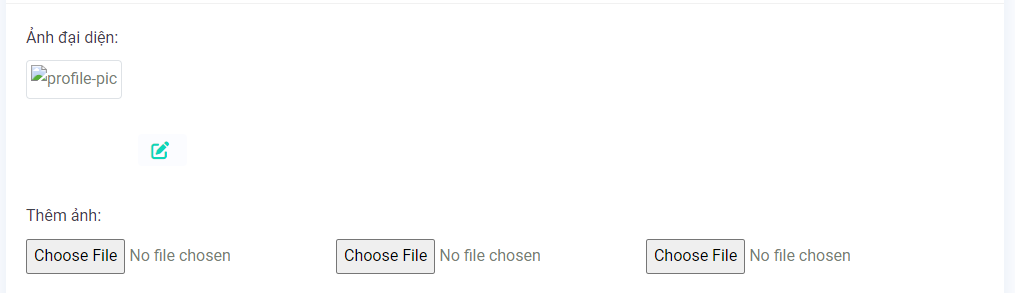 Ảnh đại diện:
profile-pic
Thêm ảnh:
Choose File No file chosen Choose File No file chosen Choose File No file chosen